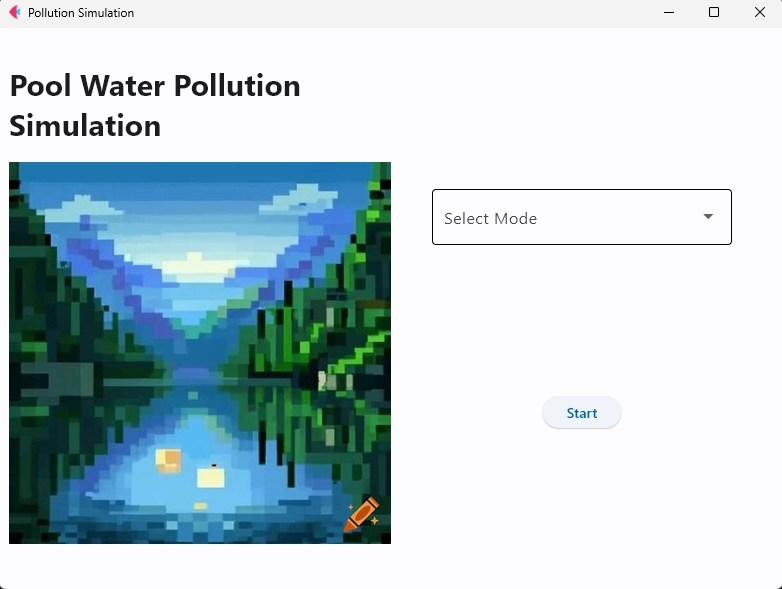 Pollution Simulation
Pool Water Pollution
Simulation
Select Mode
Start